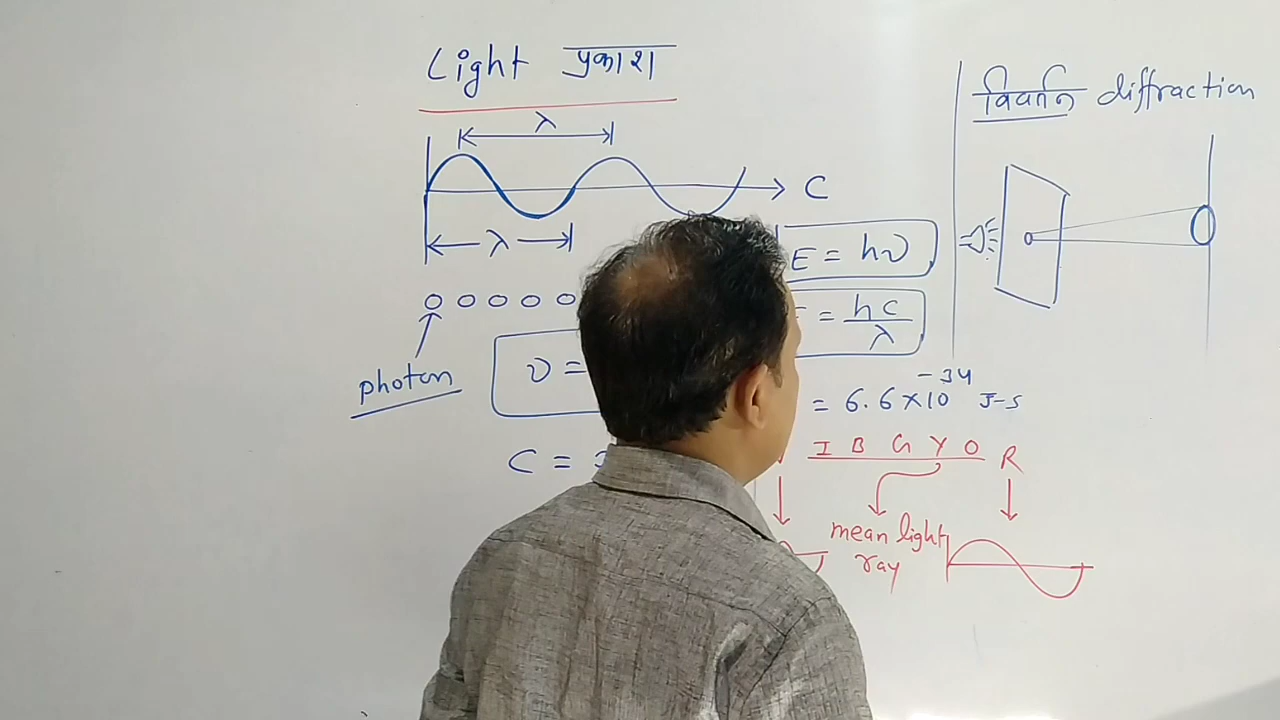 Light प्रकाश
विवर्तन diffraction
λ
C
λ
E = hν
= hc/λ
photon
ν =
= 6.6×10⁻³⁴ J-S
C =
I B G Y O R
mean light
ray